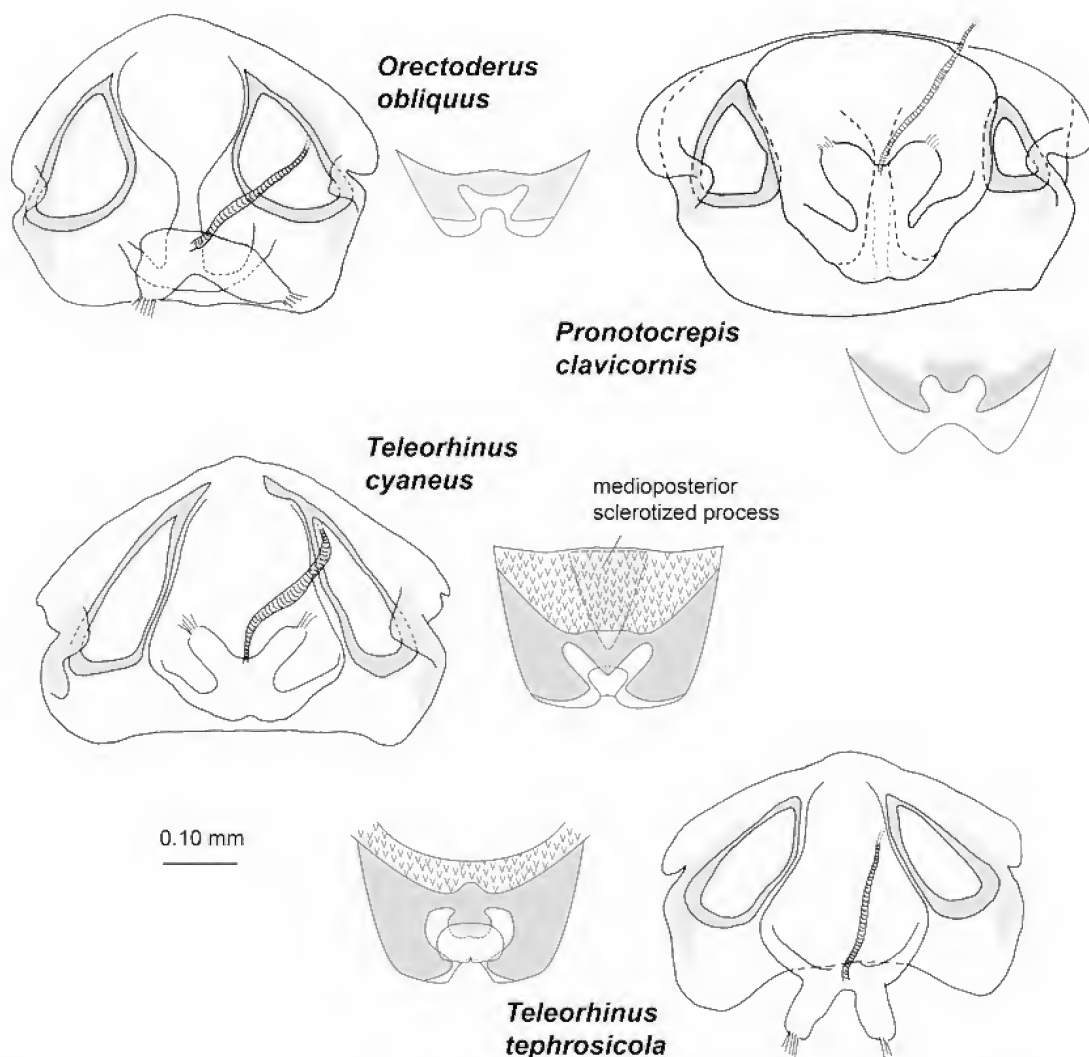 Orectoderus
obliquus
Pronotocrepis
clavicornis
Teleorhinus
cyaneus
medioposterior
sclerotized process
0.10 mm
Teleorhinus
tephrosicola